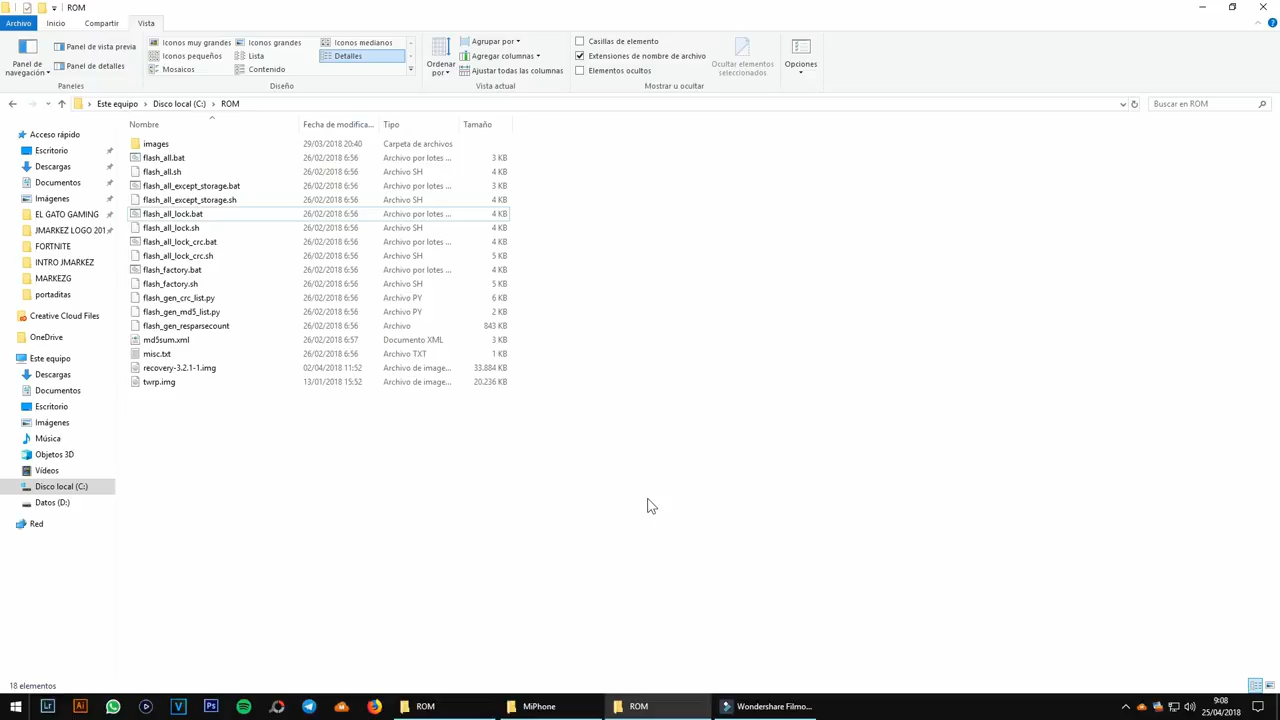 ROM
Archivo Inicio Compartir Vista
Panel de navegación
Panel de vista previa
Panel de detalles
Paneles
Iconos muy grandes Iconos grandes Iconos medianos
Iconos pequeños Lista Detalles
Mosaicos Contenido
Diseño
Ordenar por
Agrupar por
Agregar columnas
Ajustar todas las columnas
Vista actual
Casillas de elemento
Extensiones de nombre de archivo
Elementos ocultos
Ocultar elementos seleccionados
Mostrar u ocultar
Opciones
Este equipo Disco local (C:) ROM
Buscar en ROM
Acceso rápido
Escritorio
Descargas
Documentos
Imágenes
EL GATO GAMING
JMARKEZ LOGO 201
FORTNITE
INTRO JMARKEZ
MARKEZG
portaditas
Creative Cloud Files
OneDrive
Este equipo
Descargas
Documentos
Escritorio
Imágenes
Música
Objetos 3D
Vídeos
Disco local (C:)
Datos (D:)
Red
Nombre Fecha de modifica... Tipo Tamaño
images 29/03/2018 20:40 Carpeta de archivos
flash_all.bat 26/02/2018 6:56 Archivo por lotes ... 3 KB
flash_all.sh 26/02/2018 6:56 Archivo SH 4 KB
flash_all_except_storage.bat 26/02/2018 6:56 Archivo por lotes ... 3 KB
flash_all_except_storage.sh 26/02/2018 6:56 Archivo SH 4 KB
flash_all_lock.bat 26/02/2018 6:56 Archivo por lotes ... 4 KB
flash_all_lock.sh 26/02/2018 6:56 Archivo SH 4 KB
flash_all_lock_crc.bat 26/02/2018 6:56 Archivo por lotes ... 4 KB
flash_all_lock_crc.sh 26/02/2018 6:56 Archivo SH 5 KB
flash_factory.bat 26/02/2018 6:56 Archivo por lotes ... 4 KB
flash_factory.sh 26/02/2018 6:56 Archivo SH 5 KB
flash_gen_crc_list.py 26/02/2018 6:56 Archivo PY 6 KB
flash_gen_md5_list.py 26/02/2018 6:56 Archivo PY 2 KB
flash_gen_resparsecount 26/02/2018 6:56 Archivo 843 KB
md5sum.xml 26/02/2018 6:57 Documento XML 3 KB
misc.txt 26/02/2018 6:56 Archivo TXT 1 KB
recovery-3.2.1-1.img 02/04/2018 11:52 Archivo de image... 33.884 KB
twrp.img 13/01/2018 15:52 Archivo de image... 20.236 KB
18 elementos
Lr Ai V Ps ROM MiPhone ROM Wondershare Filmo... 9:08
25/04/2018